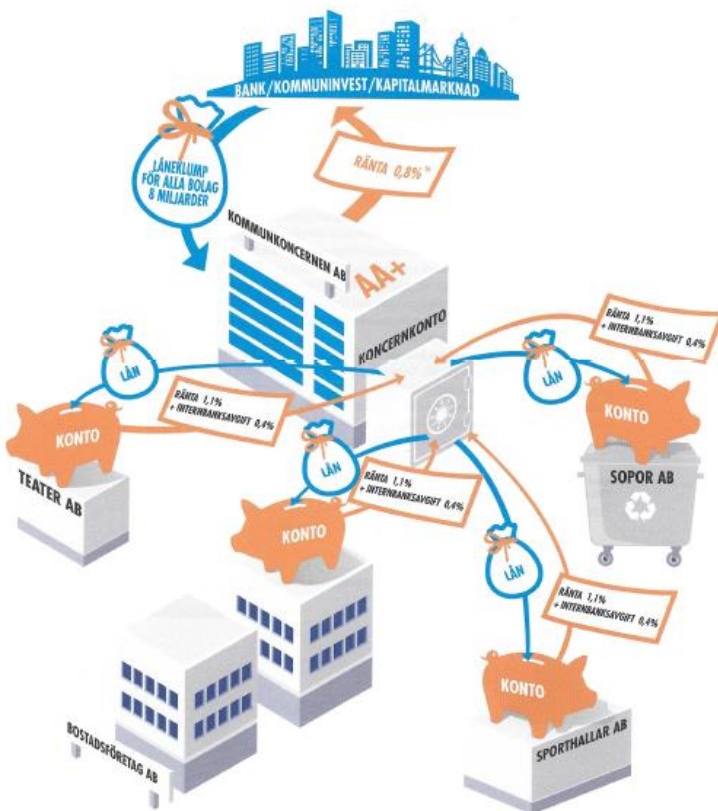 BANK/KOMMUNINVEST/KAPITALMARKNAD
LÅNEKLUMP
FÖR ALLA BOLAG
8 MILJARDER
RÄNTA 0,8%
KOMMUNKONCERNEN AB
AA+
KONCERNKONTO
RÄNTA 1,1%
+ INTERNBANKSAVGIFT 0,4%
LÅN
LÅN
KONTO
RÄNTA 1,1%
+ INTERNBANKSAVGIFT 0,4%
KONTO
TEATER AB
LÅN
RÄNTA 1,1%
+ INTERNBANKSAVGIFT 0,4%
SOPOR AB
KONTO
LÅN
RÄNTA 1,1%
+ INTERNBANKSAVGIFT 0,4%
KONTO
BOSTADSFÖRETAG AB
SPORTHALLAR AB